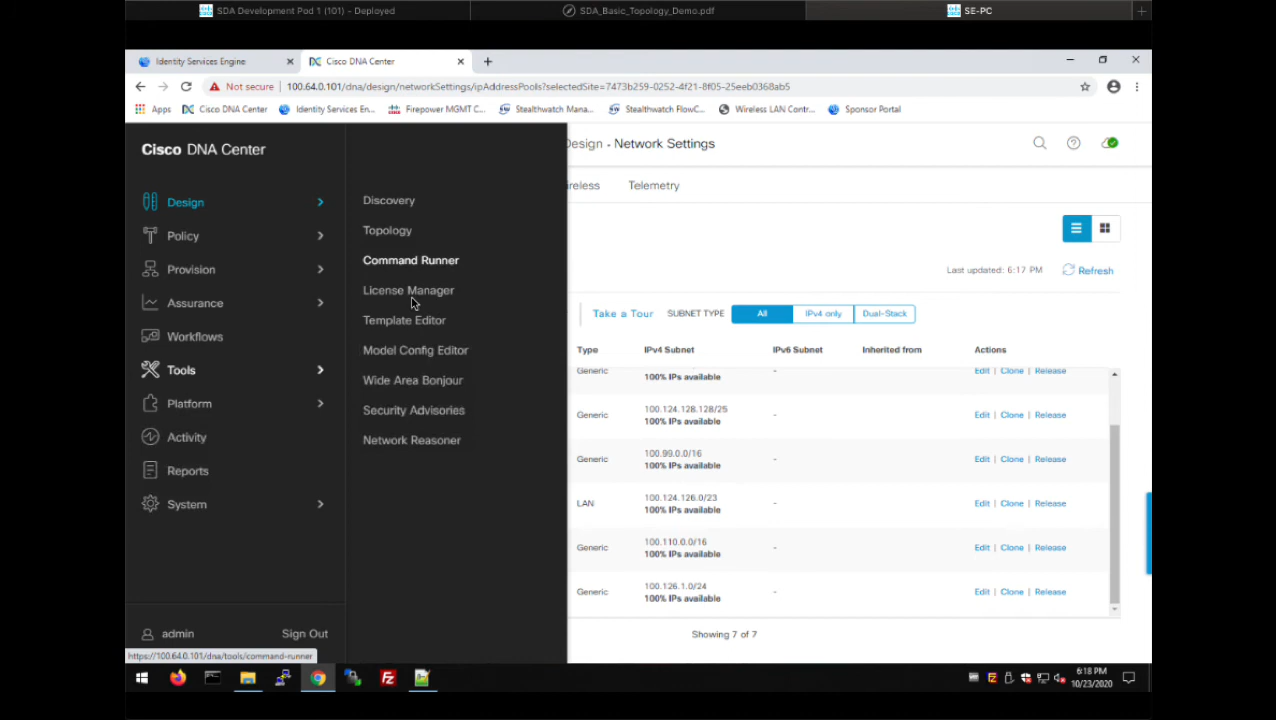 SDA Development Pod 1 (101) – Deployed
SDA_Basic_Topology_Demo.pdf
SE-PC
Identity Services Engine
Cisco DNA Center
Not secure
100.64.0.101/dna/design/networkSettings/ipAddressPools?selectedSite=7473b259-0252-4f21-8f05-25eeb0368ab5
Apps
Cisco DNA Center
Identity Services En...
Firepower MGMT C...
Stealthwatch Mana...
Stealthwatch FlowC...
Wireless LAN Contr...
Sponsor Portal
Cisco DNA Center
Design
Policy
Provision
Assurance
Workflows
Tools
Platform
Activity
Reports
System
admin
Sign Out
https://100.64.0.101/dna/tools/command-runner
Discovery
Topology
Command Runner
License Manager
Template Editor
Model Config Editor
Wide Area Bonjour
Security Advisories
Network Reasoner
Design - Network Settings
ireless
Telemetry
Last updated: 6:17 PM
Refresh
Take a Tour
SUBNET TYPE
All
IPv4 only
Dual-Stack
Type IPv4 Subnet IPv6 Subnet Inherited from Actions
Generic 100% IPs available - Edit | Clone | Release
Generic 100.124.128.128/25 - Edit | Clone | Release
100% IPs available
Generic 100.99.0.0/16 - Edit | Clone | Release
100% IPs available
LAN 100.124.126.0/23 - Edit | Clone | Release
100% IPs available
Generic 100.110.0.0/16 - Edit | Clone | Release
100% IPs available
Generic 100.126.1.0/24 - Edit | Clone | Release
100% IPs available
Showing 7 of 7
6:18 PM
10/23/2020